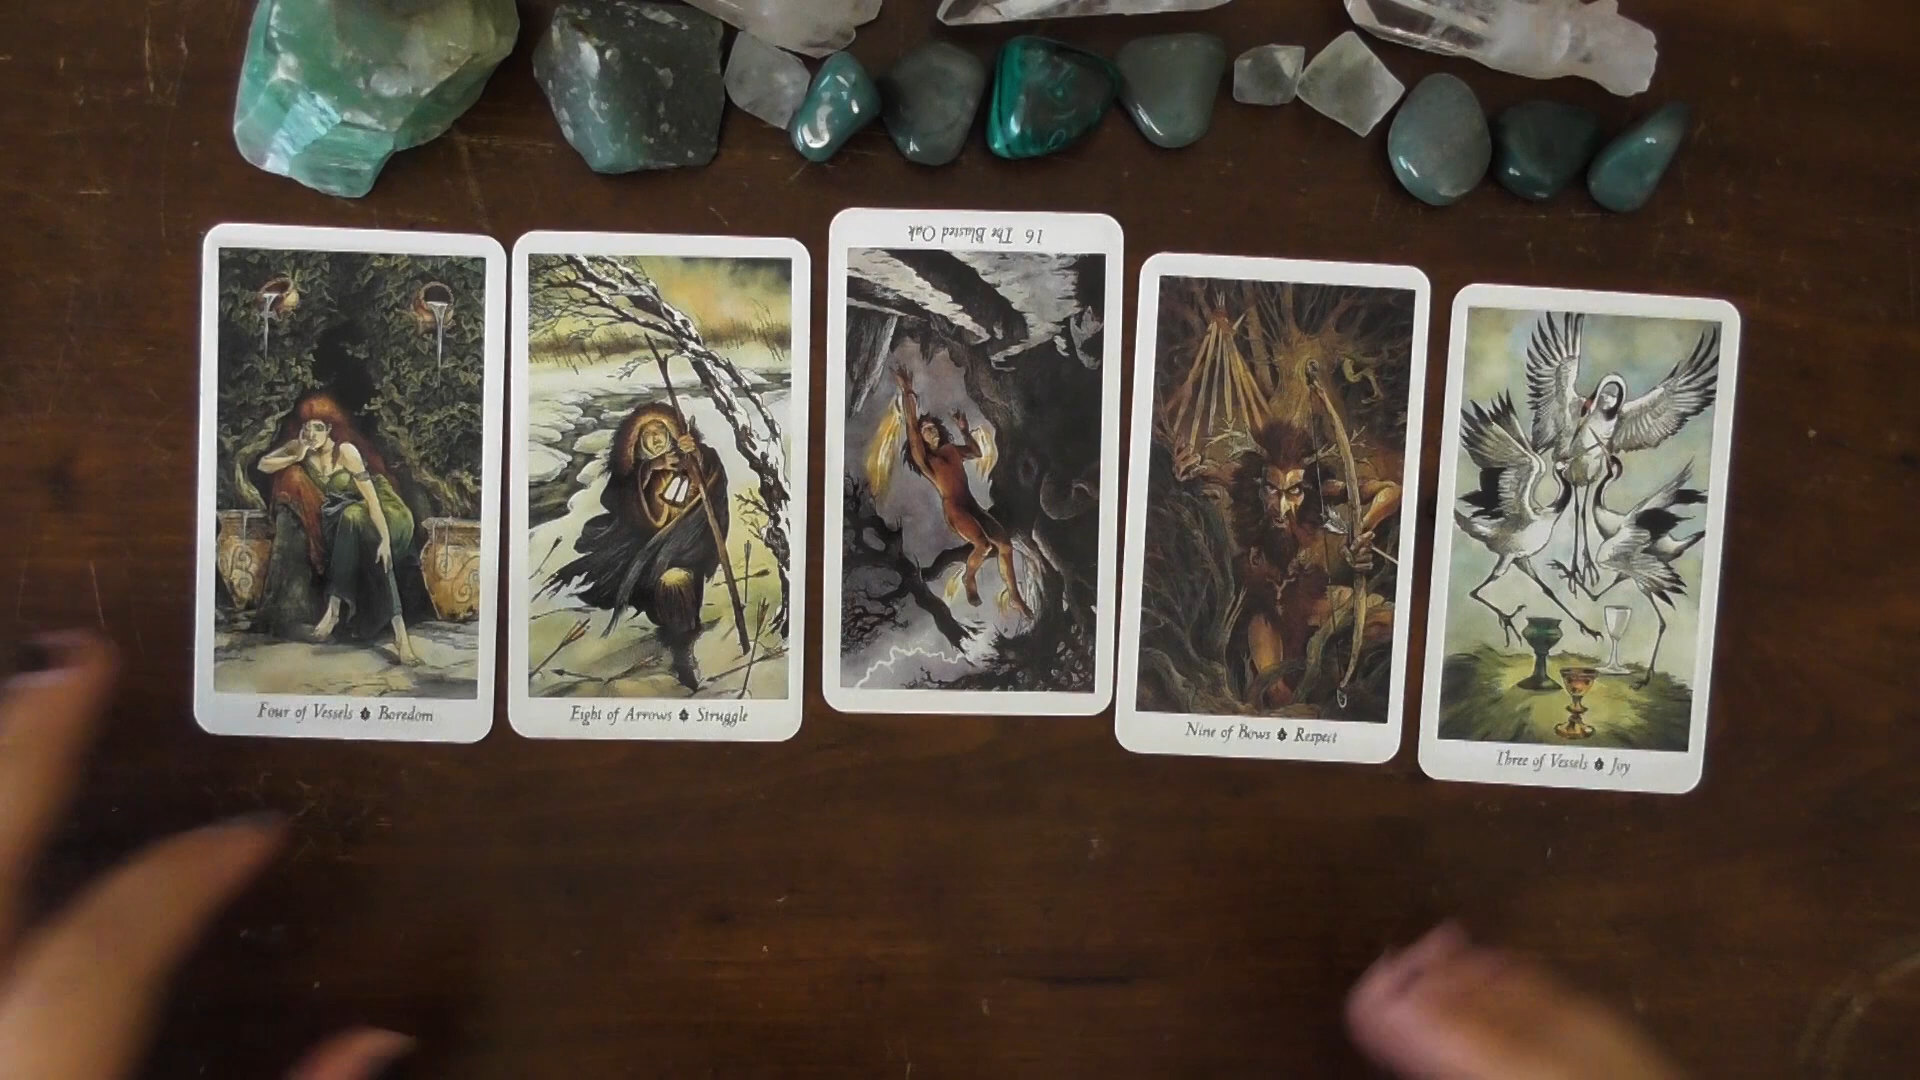 Four of Vessels Boredom
Eight of Arrows Struggle
16 The Blasted Oak
Nine of Bows Respect
Three of Vessels Joy